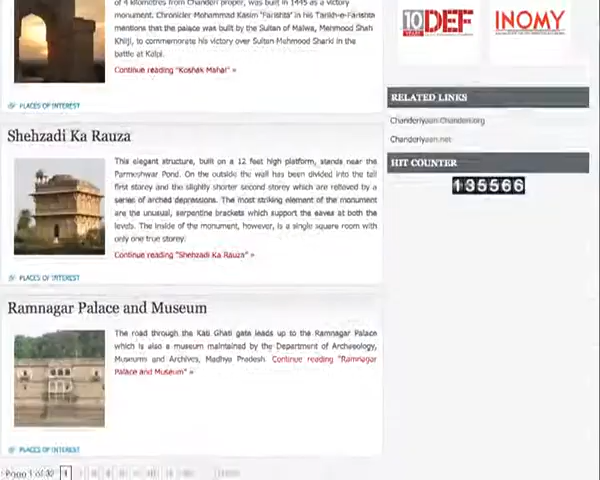 of 4 kilometres from Chanderi proper, was built in 1445 as a victory
monument. Chronicler Mohammad Kasim "Farishta" in his Tarikh-e-Farishta
mentions that the palace was built by the Sultan of Malwa, Mehmood Shah
Khilji, to commemorate his victory over Sultan Mehmood Sharki in the
battle at Kalpi.
Continue reading "Koshak Mahal" »
PLACES OF INTEREST
Shehzadi Ka Rauza
This elegant structure, built on a 12 feet high platform, stands near the
Parmeshwar Pond. On the outside the wall has been divided into the tall
first storey and the slightly shorter second storey which are relieved by a
series of arched depressions. The most striking element of the monument
are the unusual, serpentine brackets which support the eaves at both the
levels. The inside of the monument, however, is a single square room with
only one true storey.
Continue reading "Shehzadi Ka Rauza" »
PLACES OF INTEREST
Ramnagar Palace and Museum
The road through the Kati Ghati gate leads up to the Ramnagar Palace
which is also a museum maintained by the Department of Archaeology,
Museums and Archives, Madhya Pradesh. Continue reading "Ramnagar
Palace and Museum" »
PLACES OF INTEREST
Page 1 of 1
10 DEF
INOMY
RELATED LINKS
Chanderiyaan.Chanderi.org
Chanderiyaan.net
HIT COUNTER
135566